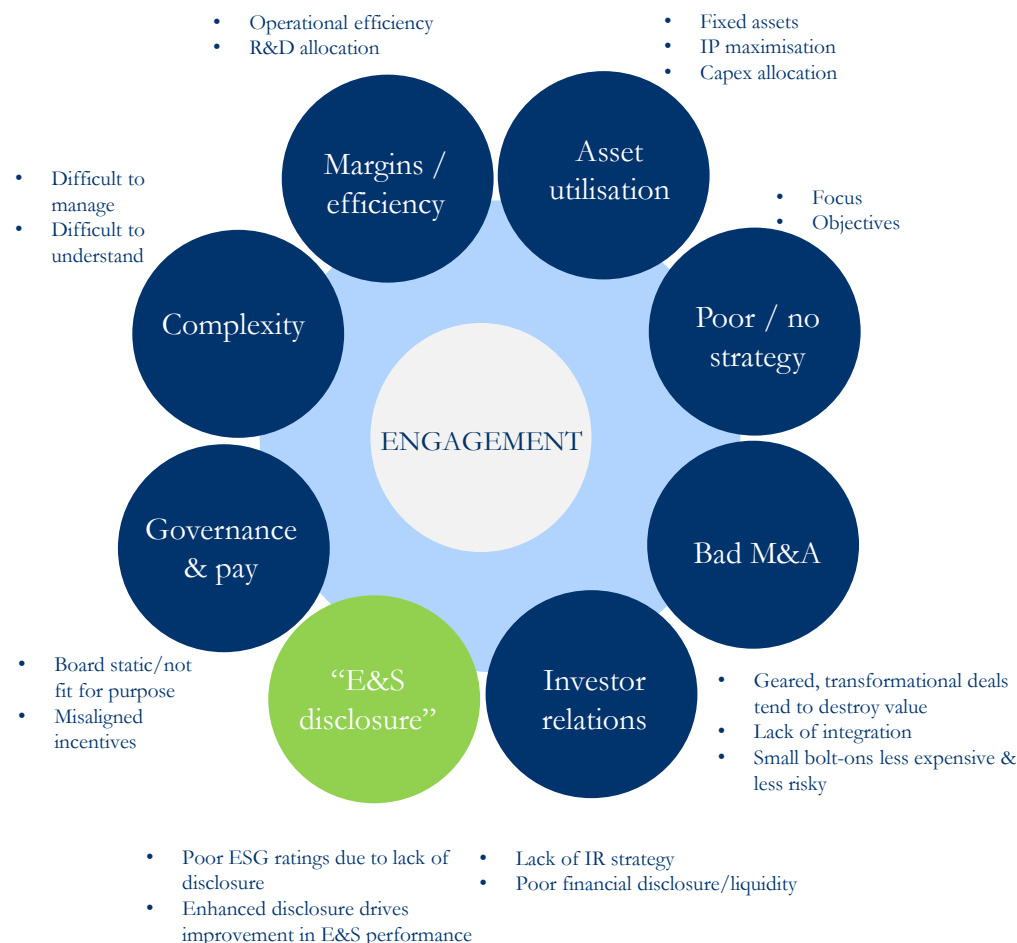 • Operational efficiency
• R&D allocation
• Fixed assets
• IP maximisation
• Capex allocation
Margins /
efficiency
Asset
utilisation
• Difficult to
manage
• Difficult to
understand
• Focus
• Objectives
Complexity
Poor / no
strategy
ENGAGEMENT
Governance
& pay
Bad M&A
• Board static/not
fit for purpose
• Misaligned
incentives
“E&S
disclosure”
Investor
relations
• Geared, transformational deals
tend to destroy value
• Lack of integration
• Small bolt-ons less expensive &
less risky
• Poor ESG ratings due to lack of
disclosure
• Enhanced disclosure drives
improvement in E&S performance
• Lack of IR strategy
• Poor financial disclosure/liquidity